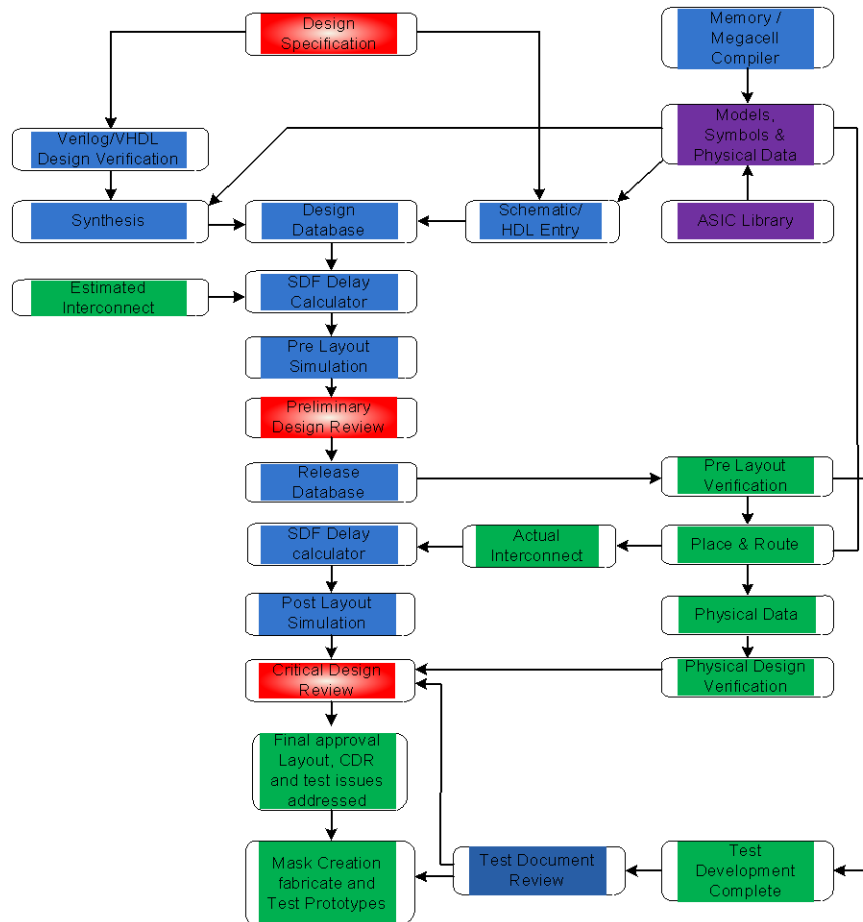 Design
Specification
Memory /
Megacell
Compiler
Verilog/VHDL
Design Verification
Models,
Symbols &
Physical Data
Synthesis
Design
Database
Schematic/
HDL Entry
ASIC Library
Estimated
Interconnect
SDF Delay
Calculator
Pre Layout
Simulation
Preliminary
Design Review
Release
Database
Pre Layout
Verification
SDF Delay
calculator
Actual
Interconnect
Place & Route
Post Layout
Simulation
Physical Data
Critical Design
Review
Physical Design
Verification
Final approval
Layout, CDR
and test issues
addressed
Mask Creation
fabricate and
Test Prototypes
Test Document
Review
Test
Development
Complete